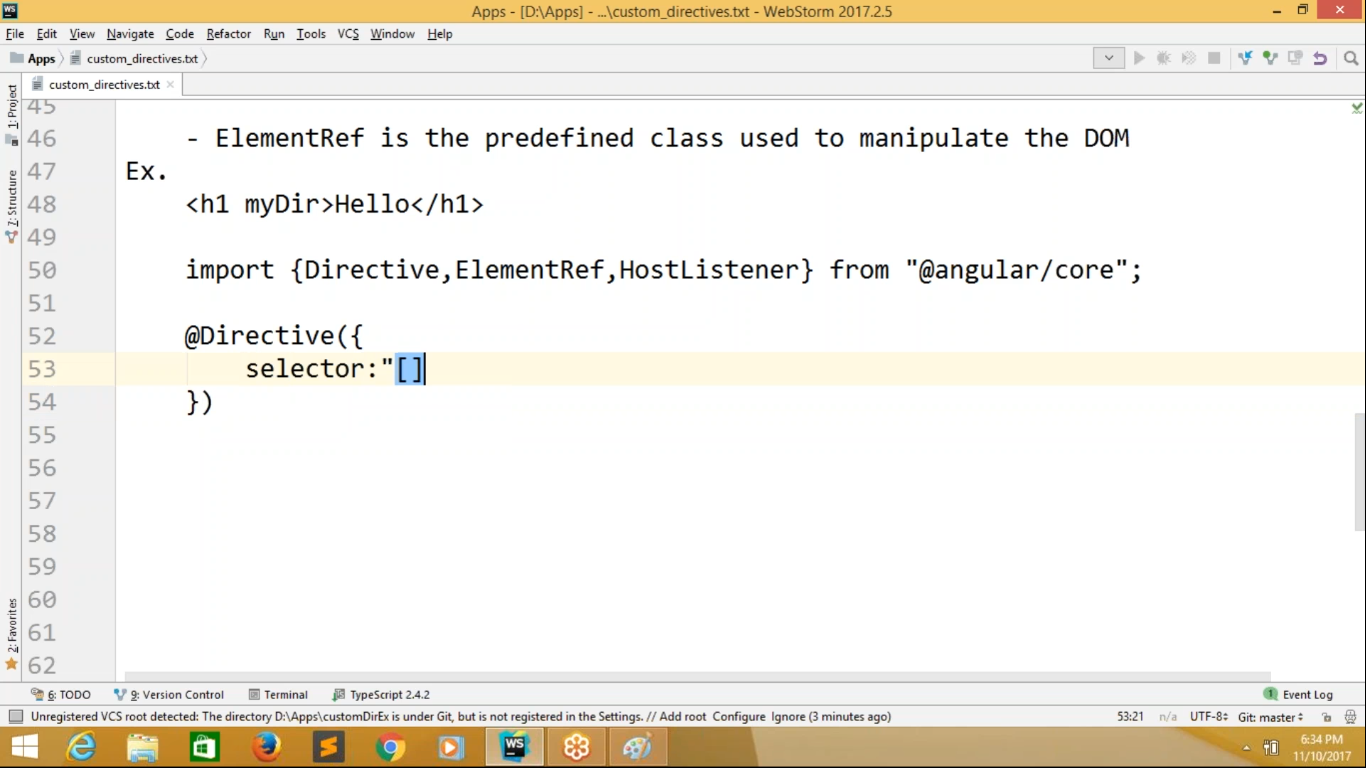 WS
Apps - [D:\Apps] - ...\custom_directives.txt - WebStorm 2017.2.5
File Edit View Navigate Code Refactor Run Tools VCS Window Help
Apps custom_directives.txt
custom_directives.txt
1: Project
7: Structure
2: Favorites
45
46 - ElementRef is the predefined class used to manipulate the DOM
47 Ex.
48 <h1 myDir>Hello</h1>
49
50 import {Directive,ElementRef,HostListener} from "@angular/core";
51
52 @Directive({
53 selector:"[]
54 })
55
56
57
58
59
60
61
62
6: TODO 9: Version Control Terminal TypeScript 2.4.2 1 Event Log
Unregistered VCS root detected: The directory D:\Apps\customDirEx is under Git, but is not registered in the Settings. // Add root Configure Ignore (3 minutes ago) 53:21 n/a UTF-8 Git: master
WS
6:34 PM
11/10/2017